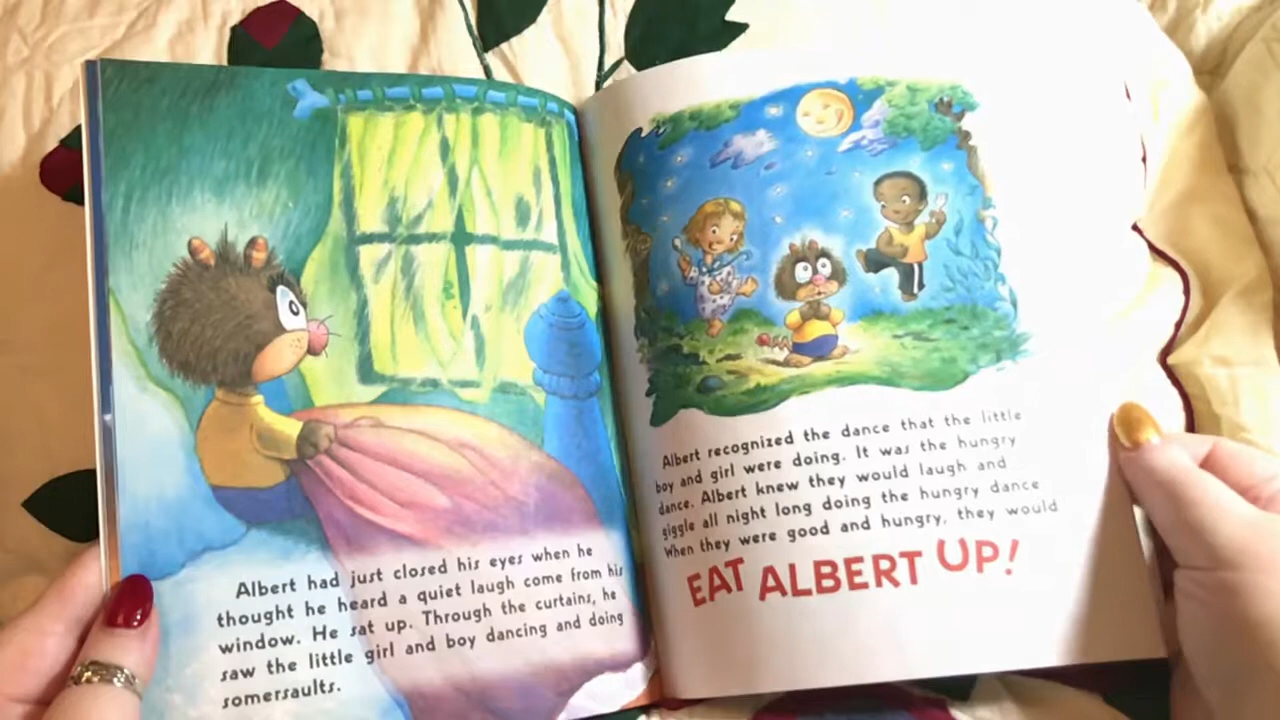 Albert had just closed his eyes when he
thought he heard a quiet laugh come from his
window. He sat up. Through the curtains, he
saw the little girl and boy dancing and doing
somersaults.
Albert recognized the dance that the little
boy and girl were doing. It was the hungry
dance. Albert knew they would laugh and
giggle all night long doing the hungry dance
When they were good and hungry, they would
EAT ALBERT UP!